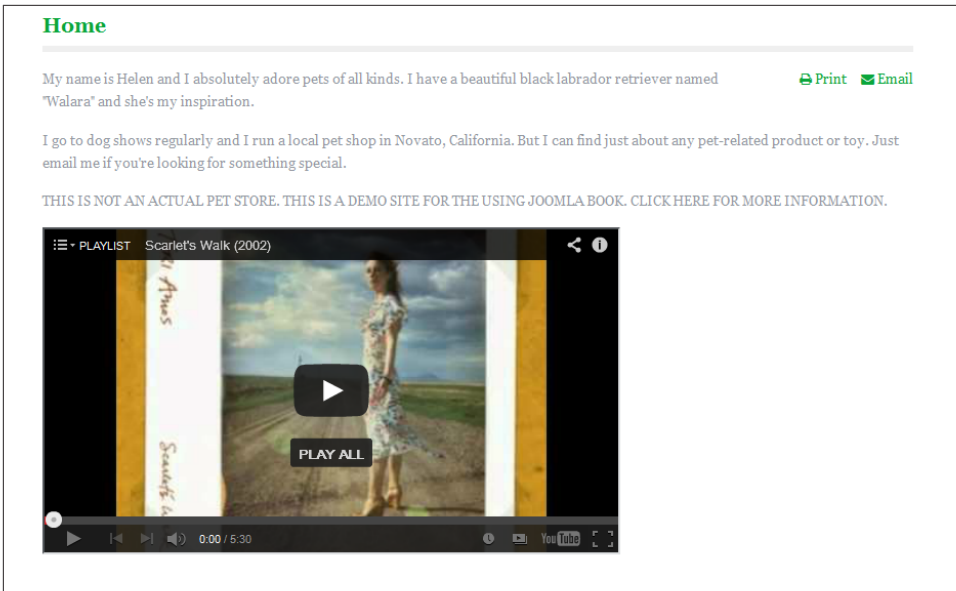 Home
My name is Helen and I absolutely adore pets of all kinds. I have a beautiful black labrador retriever named
"Walara" and she's my inspiration.
Print Email
I go to dog shows regularly and I run a local pet shop in Novato, California. But I can find just about any pet-related product or toy. Just
email me if you're looking for something special.
THIS IS NOT AN ACTUAL PET STORE. THIS IS A DEMO SITE FOR THE USING JOOMLA BOOK. CLICK HERE FOR MORE INFORMATION.
PLAYLIST Scarlet's Walk (2002)
Amos
PLAY ALL
Scarlet's
0:00 / 5:30
YouTube